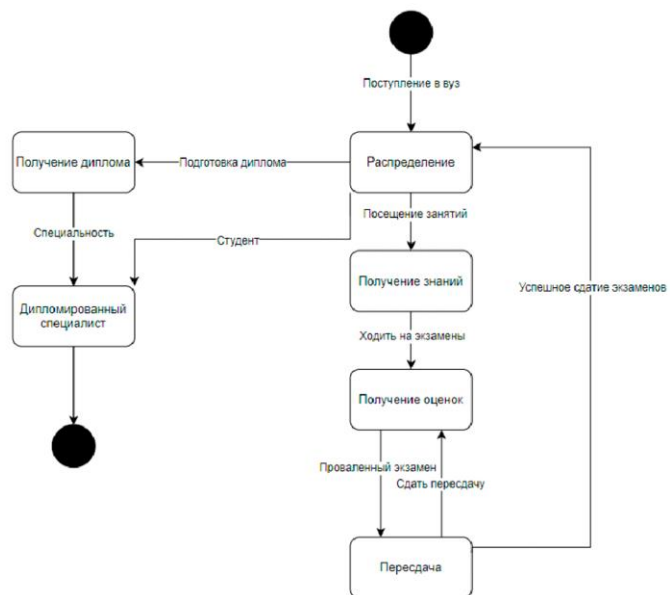 Поступление в вуз
Получение диплома
Подготовка диплома
Распределение
Специальность
Студент
Посещение занятий
Дипломированный
специалист
Получение знаний
Успешное сдатие экзаменов
Ходить на экзамены
Получение оценок
Проваленный экзамен
Сдать пересдачу
Пересдача